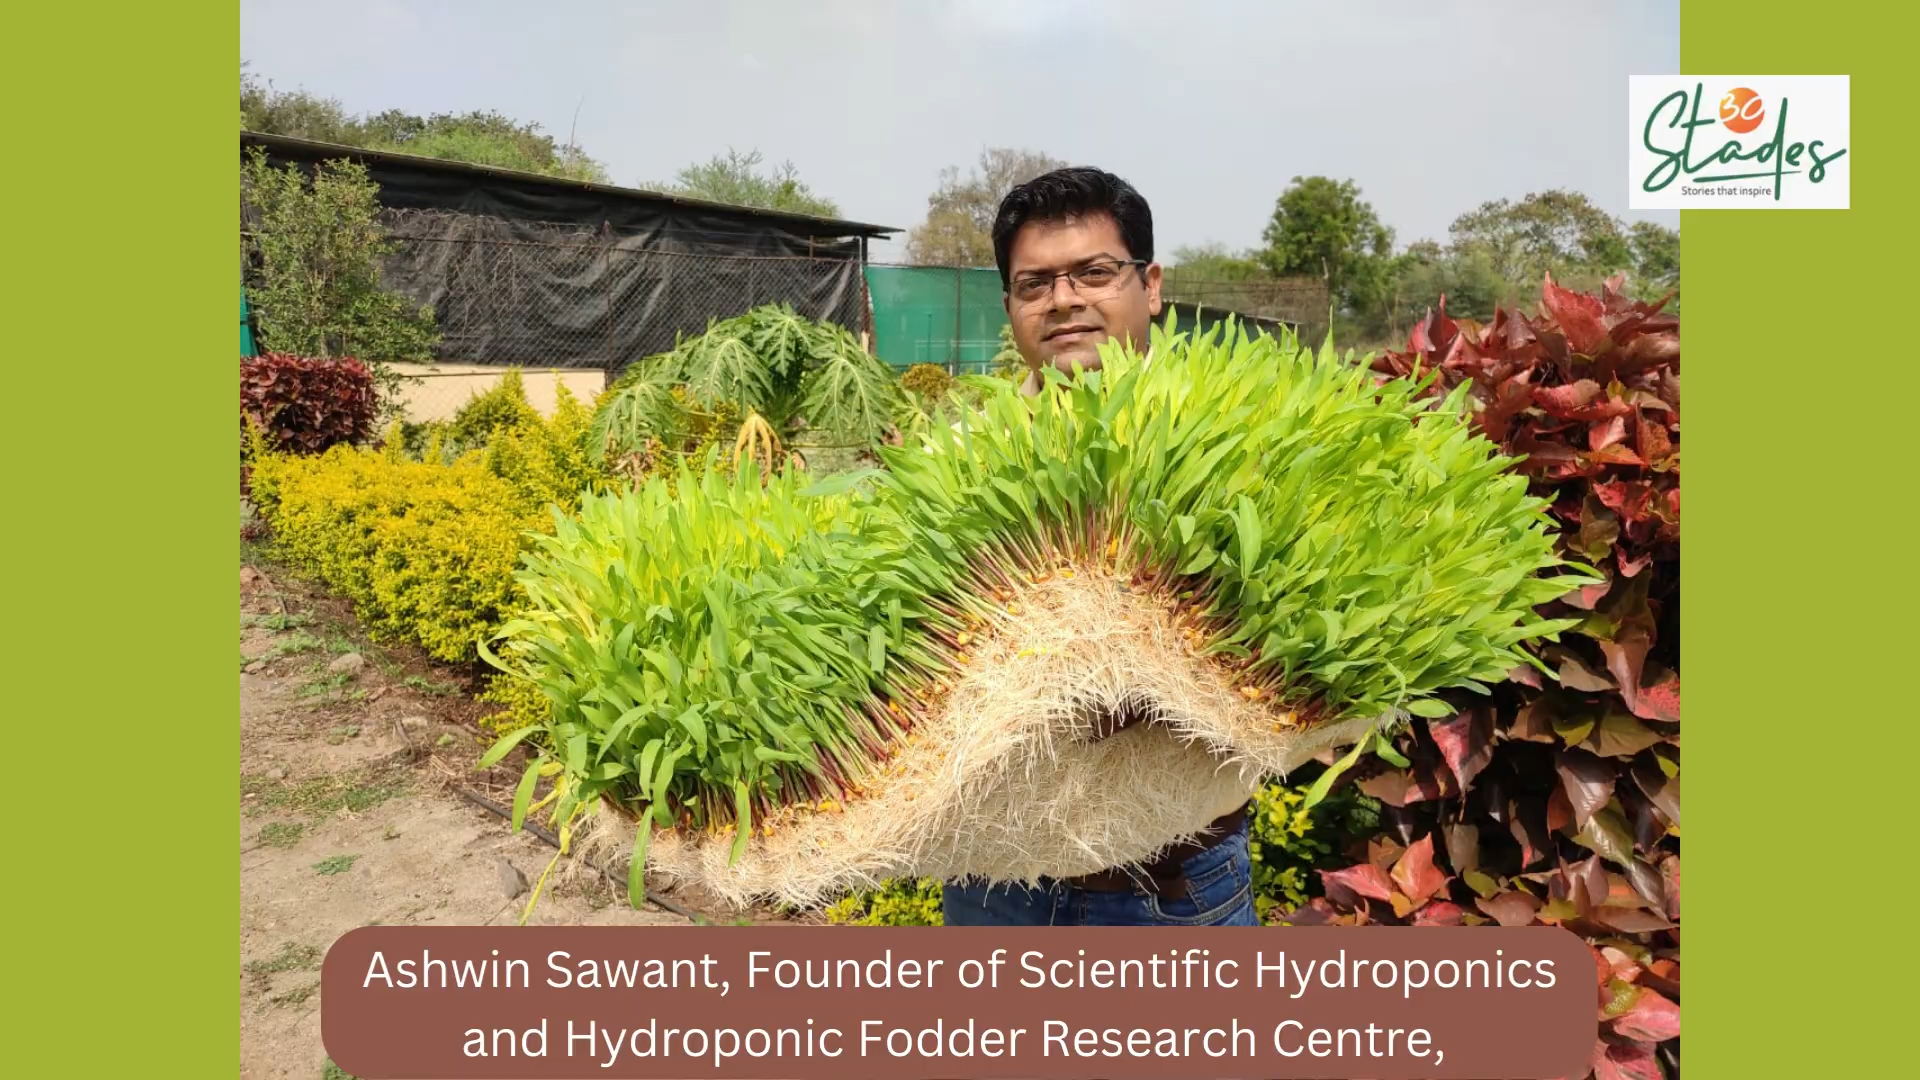 30
Stades
Stories that inspire
Ashwin Sawant, Founder of Scientific Hydroponics
and Hydroponic Fodder Research Centre,